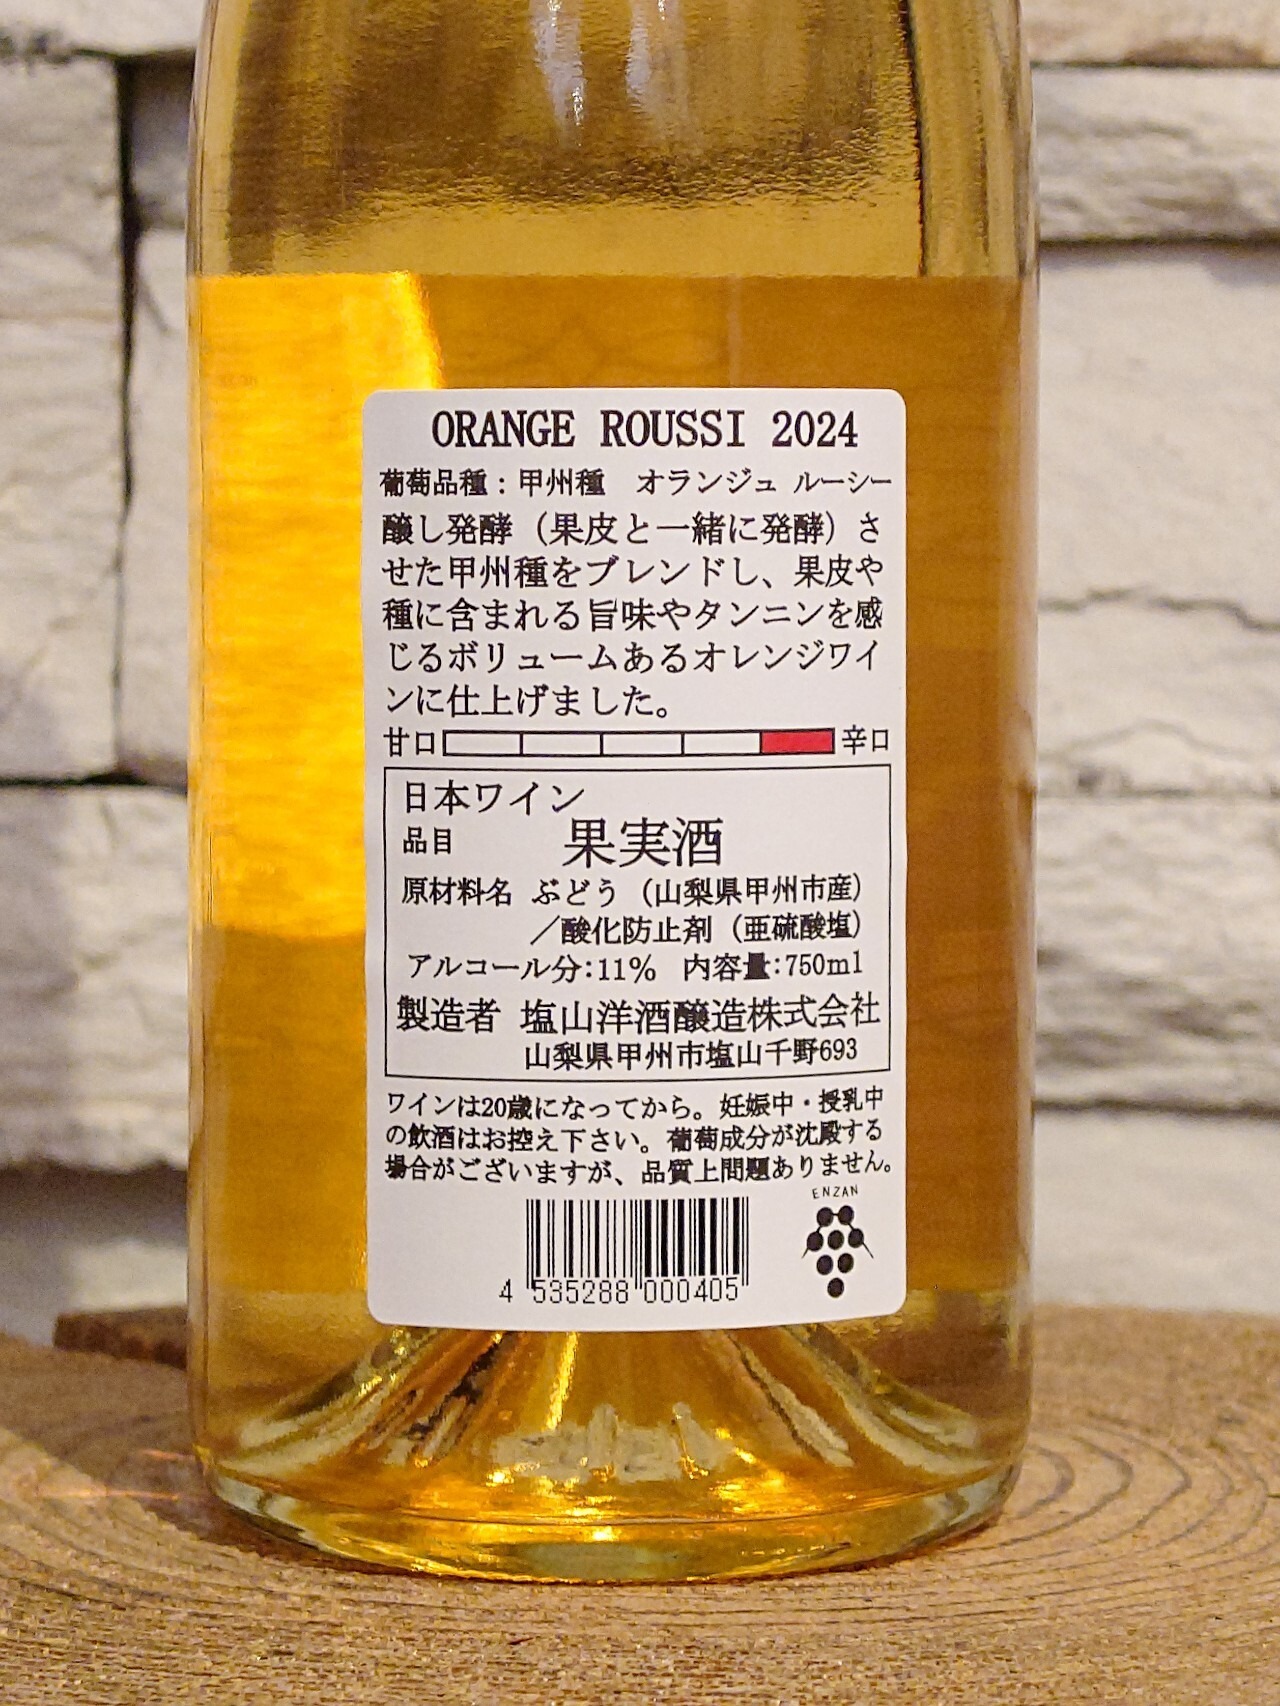 ORANGE ROUSSI 2024
葡萄品種：甲州種　オランジュ ルーシー
醸し発酵（果皮と一緒に発酵）さ
せた甲州種をブレンドし、果皮や
種に含まれる旨味やタンニンを感
じるボリュームあるオレンジワイ
ンに仕上げました。
甘口 辛口
日本ワイン
品目 果実酒
原材料名 ぶどう（山梨県甲州市産）
／酸化防止剤（亜硫酸塩）
アルコール分:11% 内容量:750ml
製造者 塩山洋酒醸造株式会社
山梨県甲州市塩山千野693
ワインは20歳になってから。妊娠中・授乳中
の飲酒はお控え下さい。葡萄成分が沈殿する
場合がございますが、品質上問題ありません。
ENZAN
4 535288 000405